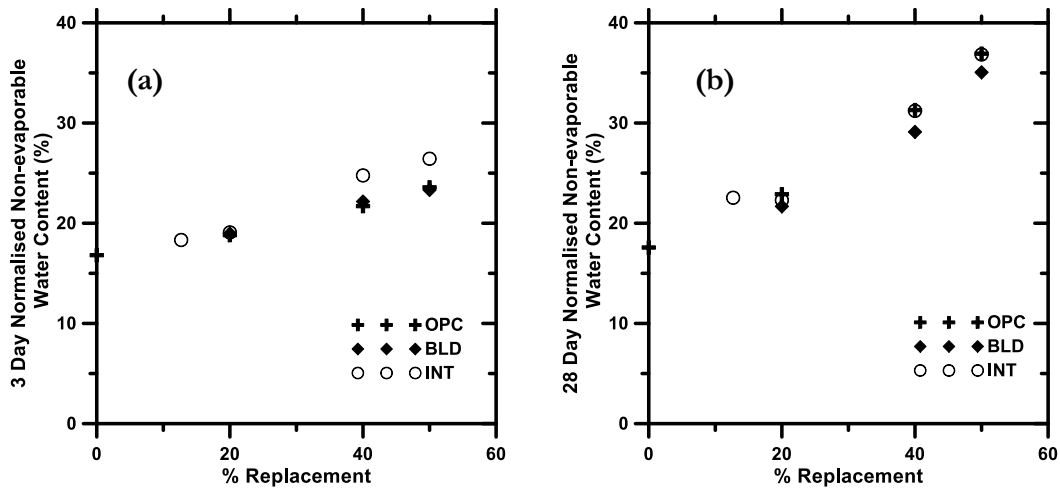 3 Day Normalised Non-evaporable
Water Content (%)
40
30
20
10
0
(a)
OPC
BLD
INT
0 20 40 60
% Replacement
28 Day Normalised Non-evaporable
Water Content (%)
40
30
20
10
0
(b)
OPC
BLD
INT
0 20 40 60
% Replacement